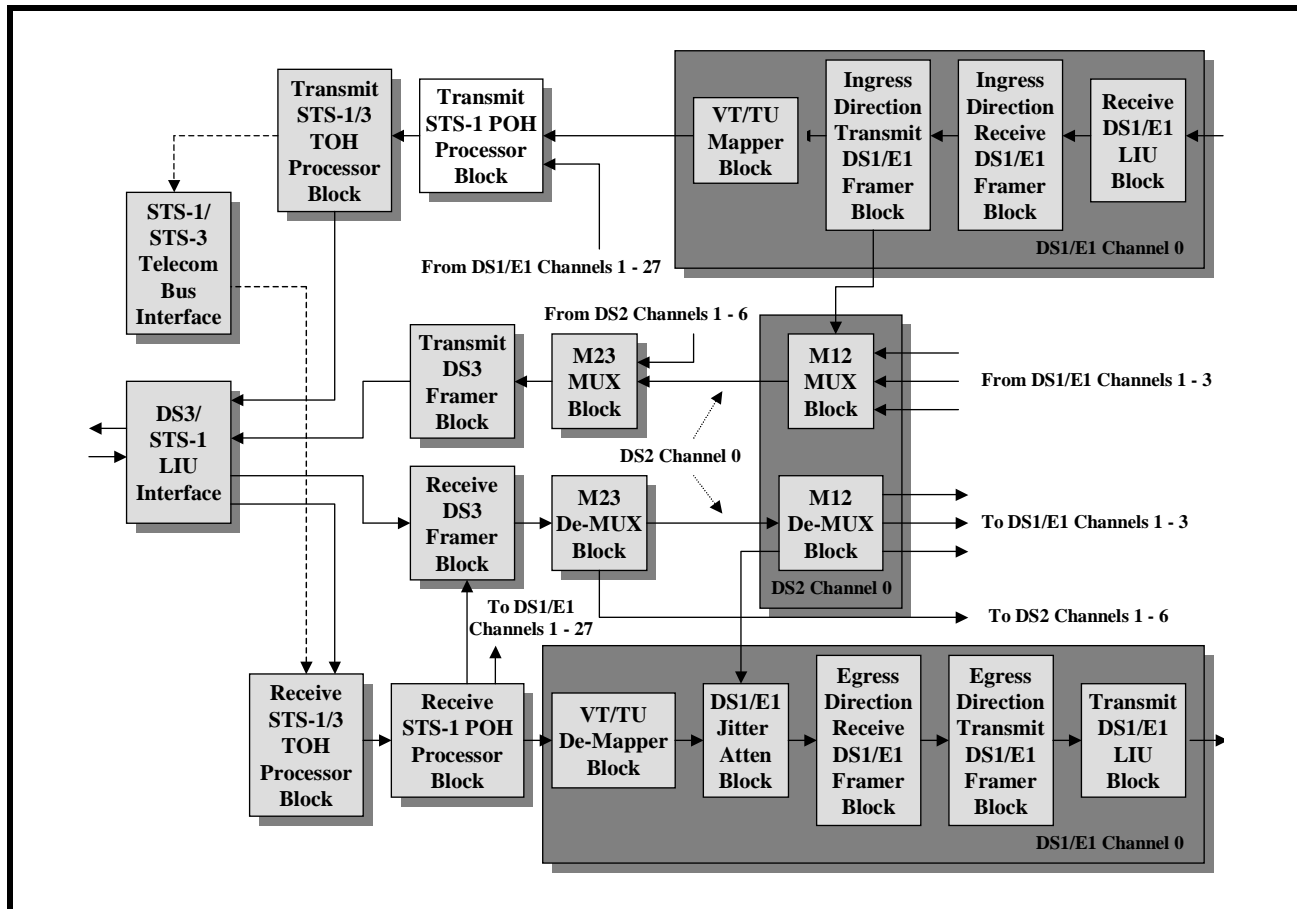 Transmit
STS-1/3
TOH
Processor
Block
Transmit
STS-1 POH
Processor
Block
VT/TU
Mapper
Block
Ingress
Direction
Transmit
DS1/E1
Framer
Block
Ingress
Direction
Receive
DS1/E1
Framer
Block
Receive
DS1/E1
LIU
Block
DS1/E1 Channel 0
STS-1/
STS-3
Telecom
Bus
Interface
From DS1/E1 Channels 1 - 27
From DS2 Channels 1 - 6
Transmit
DS3
Framer
Block
M23
MUX
Block
M12
MUX
Block
From DS1/E1 Channels 1 - 3
DS3/
STS-1
LIU
Interface
DS2 Channel 0
Receive
DS3
Framer
Block
M23
De-MUX
Block
M12
De-MUX
Block
To DS1/E1 Channels 1 - 3
DS2 Channel 0
To DS1/E1
Channels 1 - 27
To DS2 Channels 1 - 6
Receive
STS-1/3
TOH
Processor
Block
Receive
STS-1 POH
Processor
Block
VT/TU
De-Mapper
Block
DS1/E1
Jitter
Atten
Block
Egress
Direction
Receive
DS1/E1
Framer
Block
Egress
Direction
Transmit
DS1/E1
Framer
Block
Transmit
DS1/E1
LIU
Block
DS1/E1 Channel 0